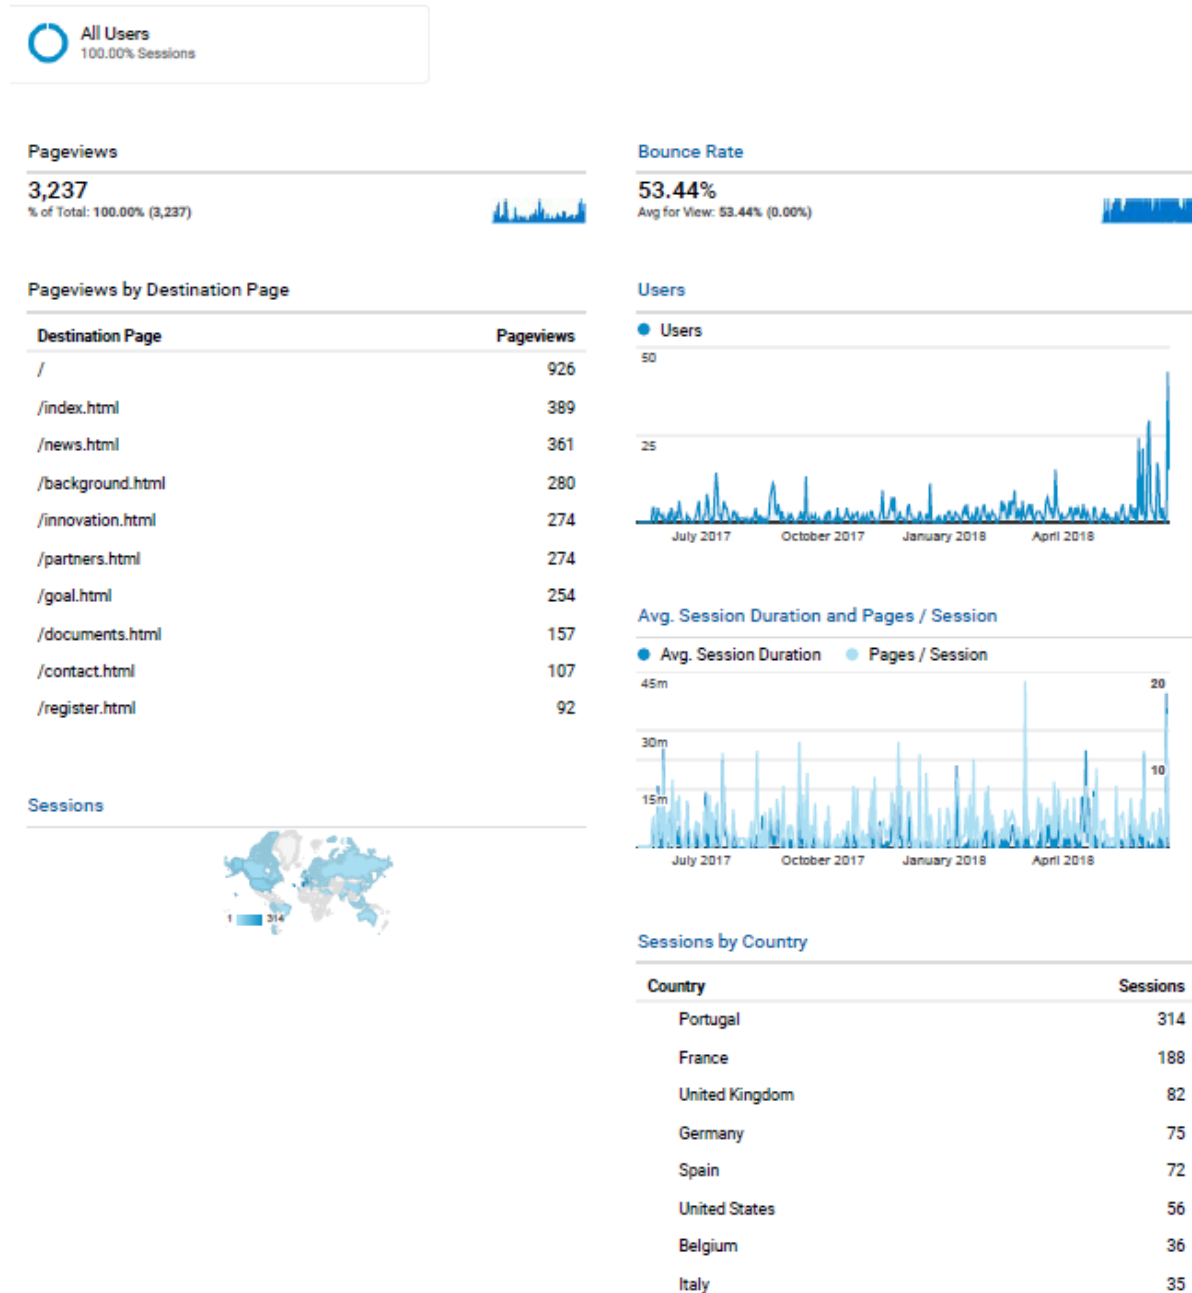 All Users
100.00% Sessions
Pageviews
3,237
% of Total: 100.00% (3,237)
Bounce Rate
53.44%
Avg for View: 53.44% (0.00%)
Pageviews by Destination Page
Destination Page Pageviews
/ 926
/index.html 389
/news.html 361
/background.html 280
/innovation.html 274
/partners.html 274
/goal.html 254
/documents.html 157
/contact.html 107
/register.html 92
Users
Users
50
25
July 2017 October 2017 January 2018 April 2018
Avg. Session Duration and Pages / Session
Avg. Session Duration Pages / Session
45m 20
30m
10
15m
July 2017 October 2017 January 2018 April 2018
Sessions
1 314
Sessions by Country
Country Sessions
Portugal 314
France 188
United Kingdom 82
Germany 75
Spain 72
United States 56
Belgium 36
Italy 35